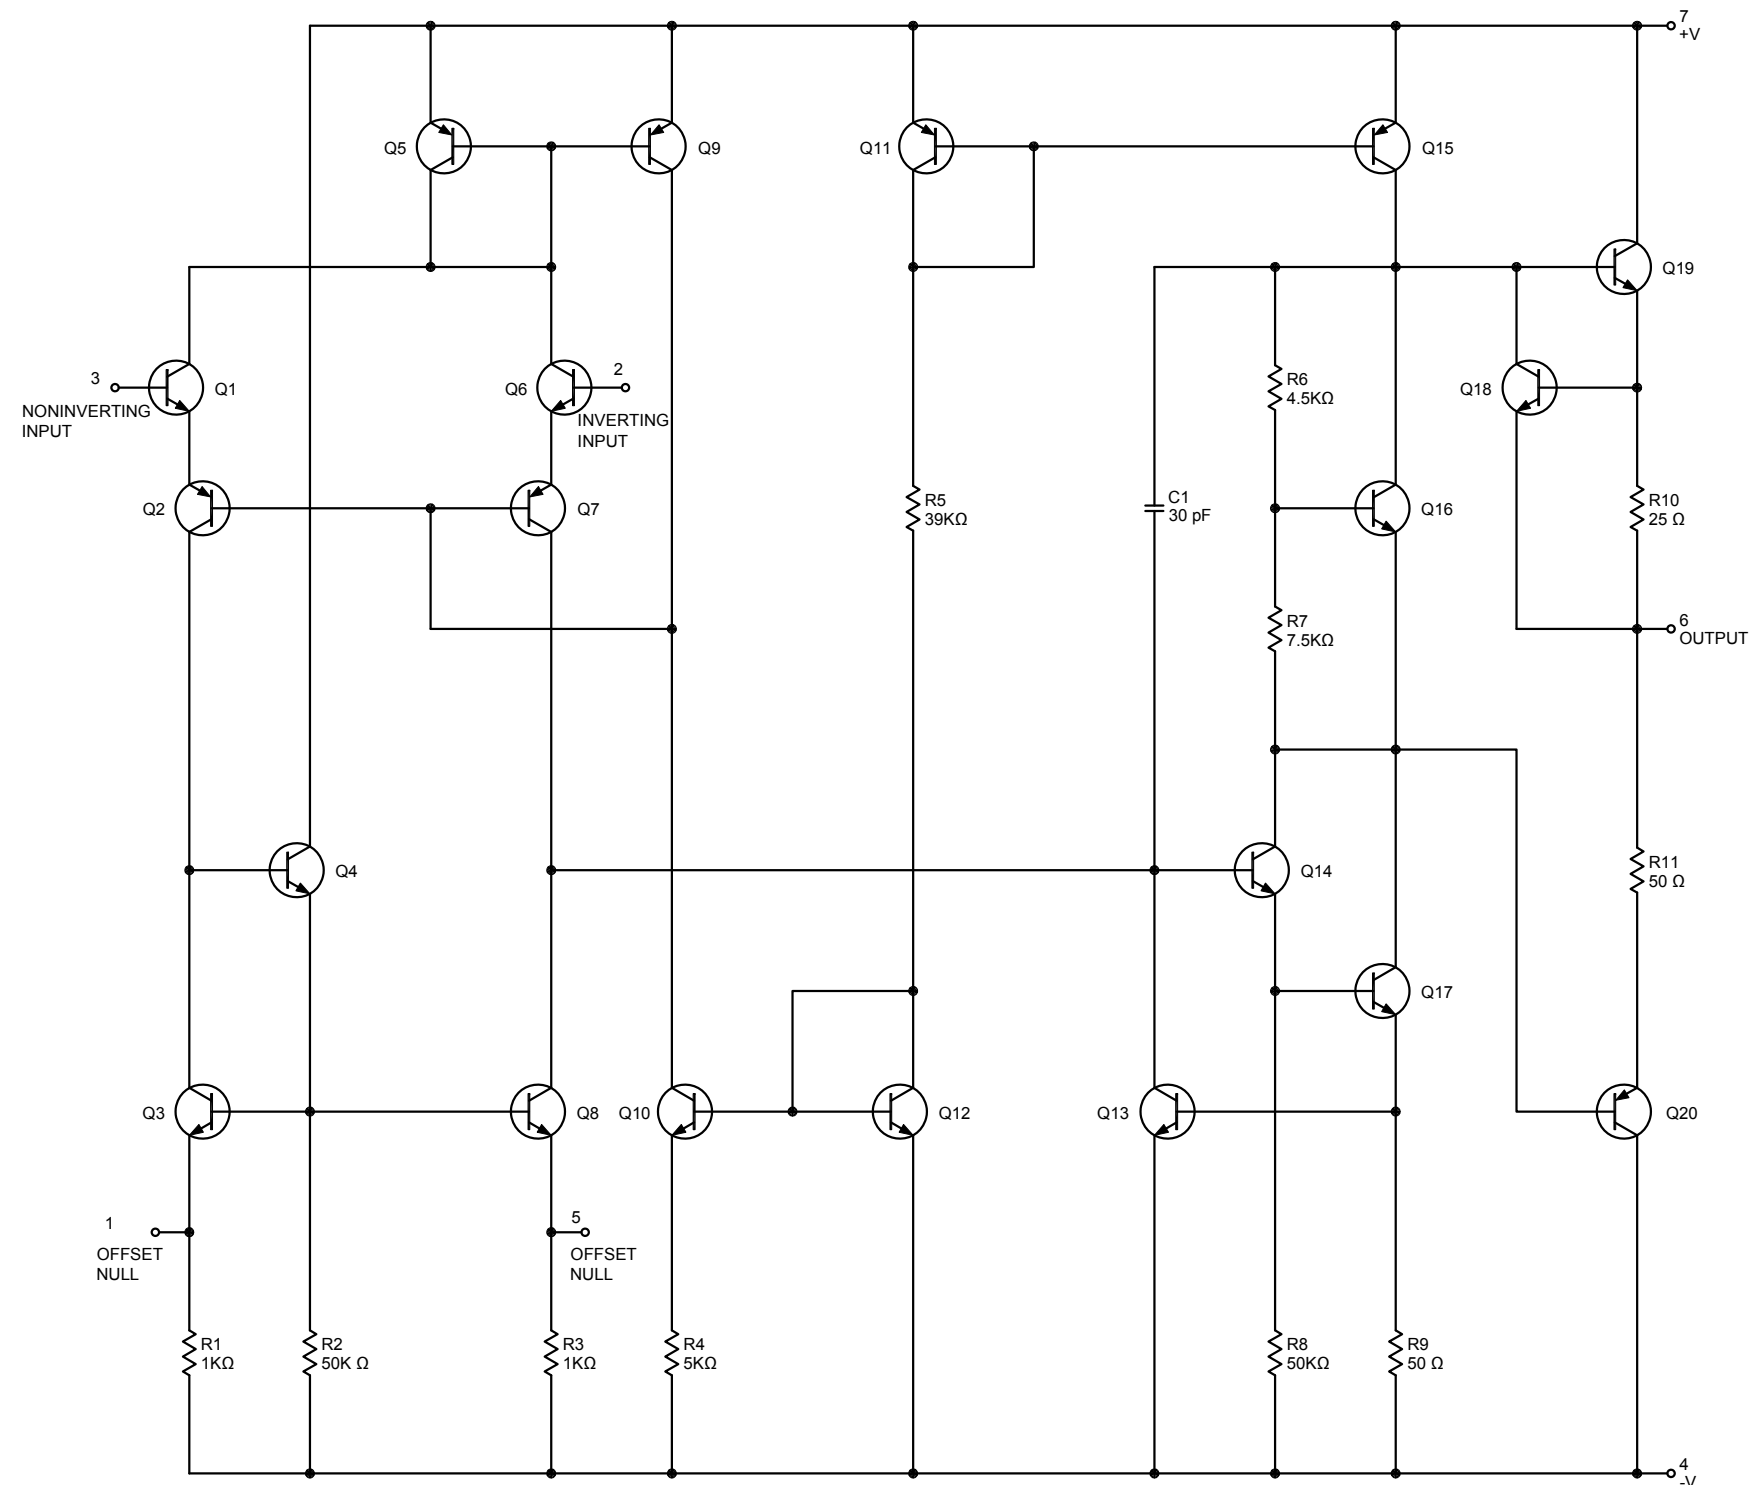 7
+V
Q5
Q9
Q11
Q15
Q19
3
NONINVERTING
INPUT
Q1
Q6
2
INVERTING
INPUT
R6
4.5KΩ
Q18
Q2
Q7
R5
39KΩ
C1
30 pF
Q16
R10
25 Ω
R7
7.5KΩ
6
OUTPUT
Q4
Q14
R11
50 Ω
Q17
Q3
Q8
Q10
Q12
Q13
Q20
1
OFFSET
NULL
5
OFFSET
NULL
R1
1KΩ
R2
50K Ω
R3
1KΩ
R4
5KΩ
R8
50KΩ
R9
50 Ω
4
-V